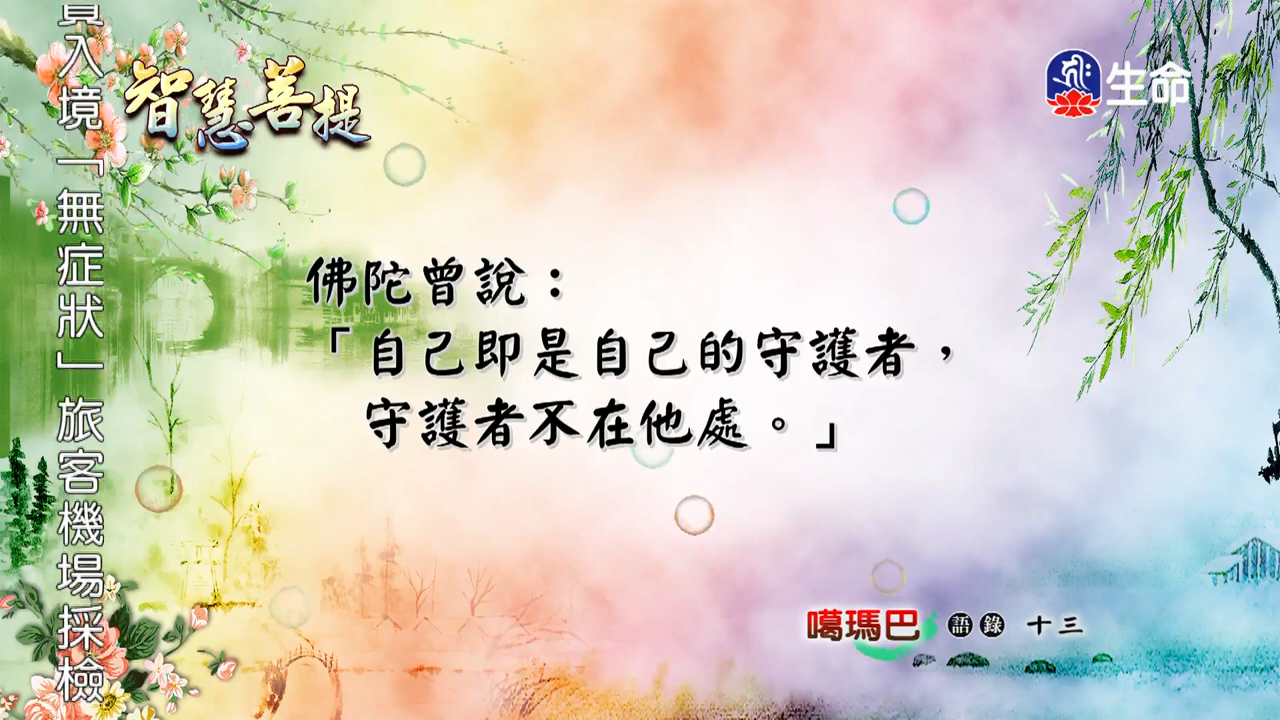 智慧菩提
生命
佛陀曾說：
「自己即是自己的守護者，
守護者不在他處。」
噶瑪巴 語錄 十三
入境「無症狀」旅客機場採檢